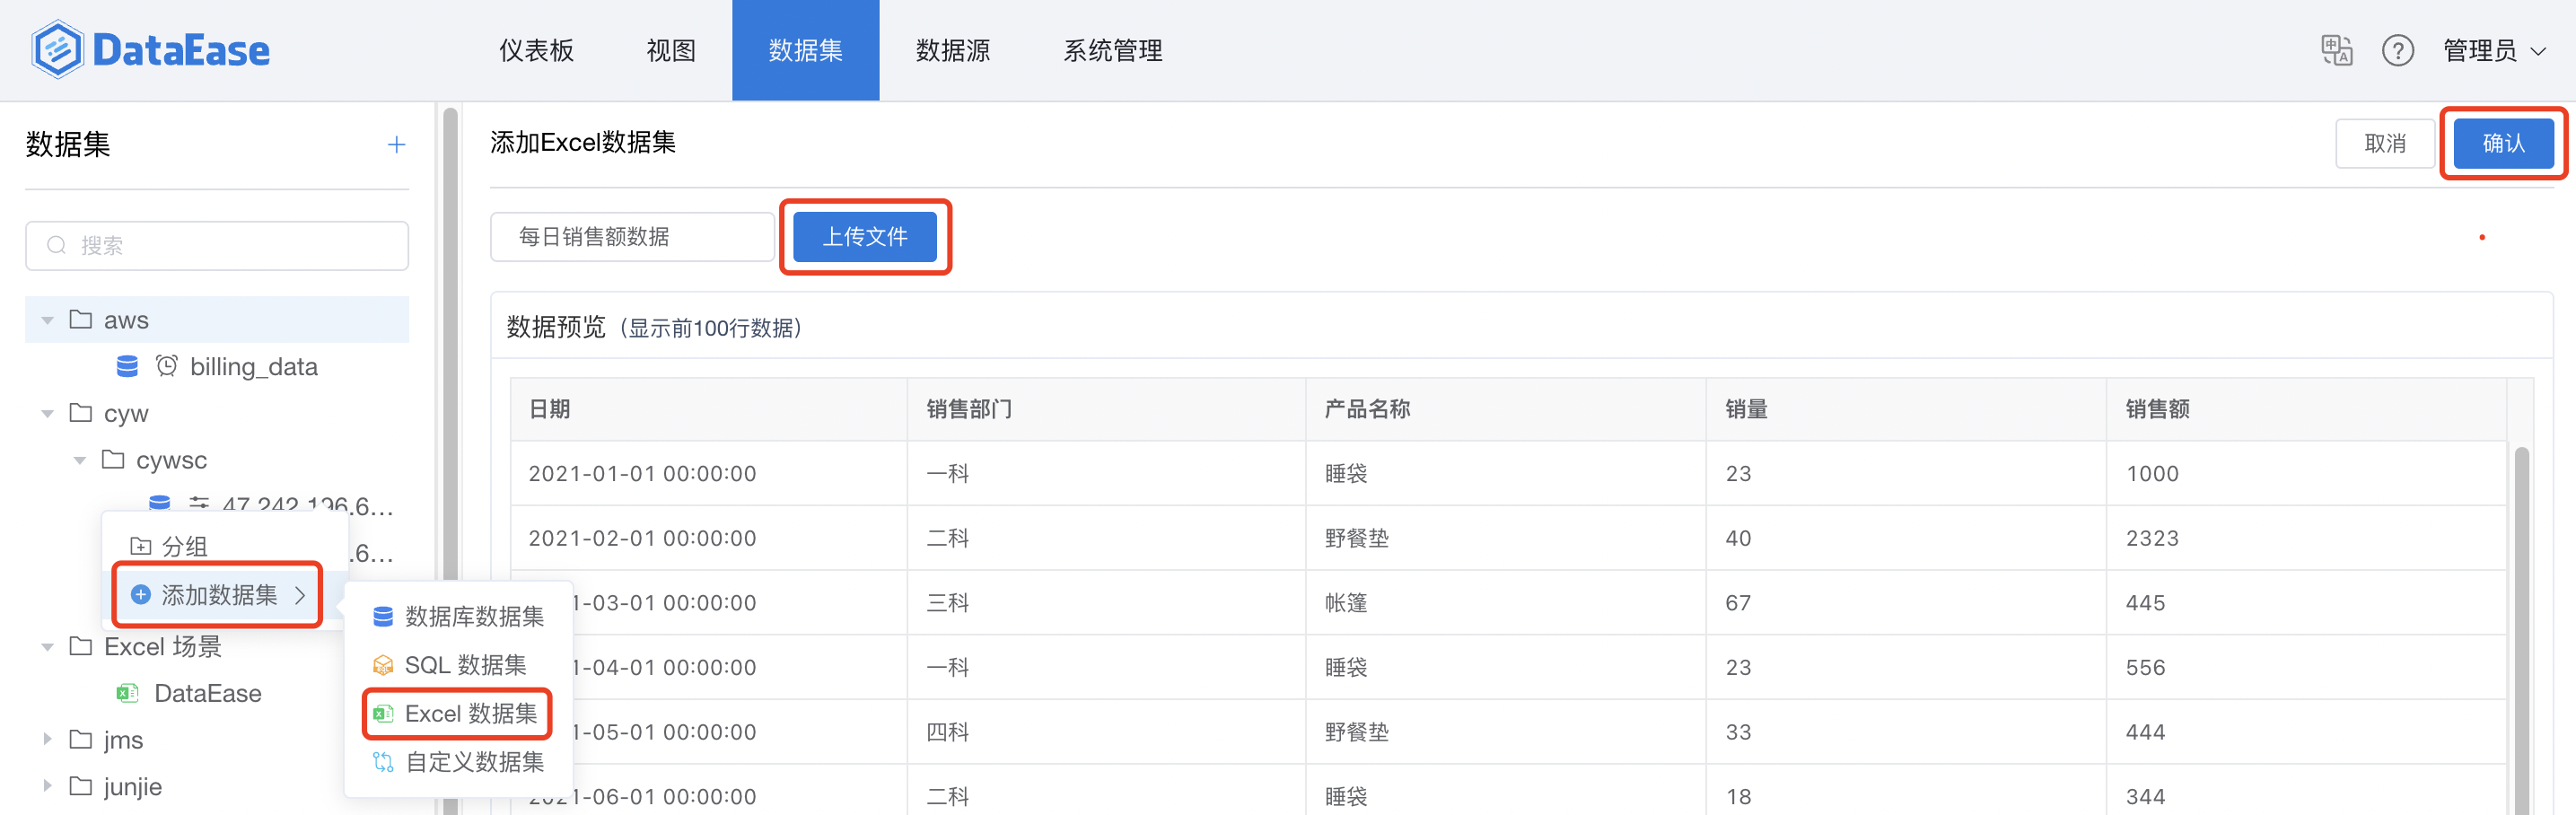 DataEase
仪表板
视图
数据集
数据源
系统管理
管理员
数据集
搜索
aws
billing_data
cyw
cywsc
47.242.196.6...
.6...
分组
添加数据集
Excel 场景
DataEase
jms
junjie
数据库数据集
SQL 数据集
Excel 数据集
自定义数据集
添加Excel数据集
取消
确认
每日销售额数据
上传文件
数据预览（显示前100行数据）
日期 销售部门 产品名称 销量 销售额
2021-01-01 00:00:00 一科 睡袋 23 1000
2021-02-01 00:00:00 二科 野餐垫 40 2323
1-03-01 00:00:00 三科 帐篷 67 445
1-04-01 00:00:00 一科 睡袋 23 556
1-05-01 00:00:00 四科 野餐垫 33 444
2021-06-01 00:00:00 二科 睡袋 18 344